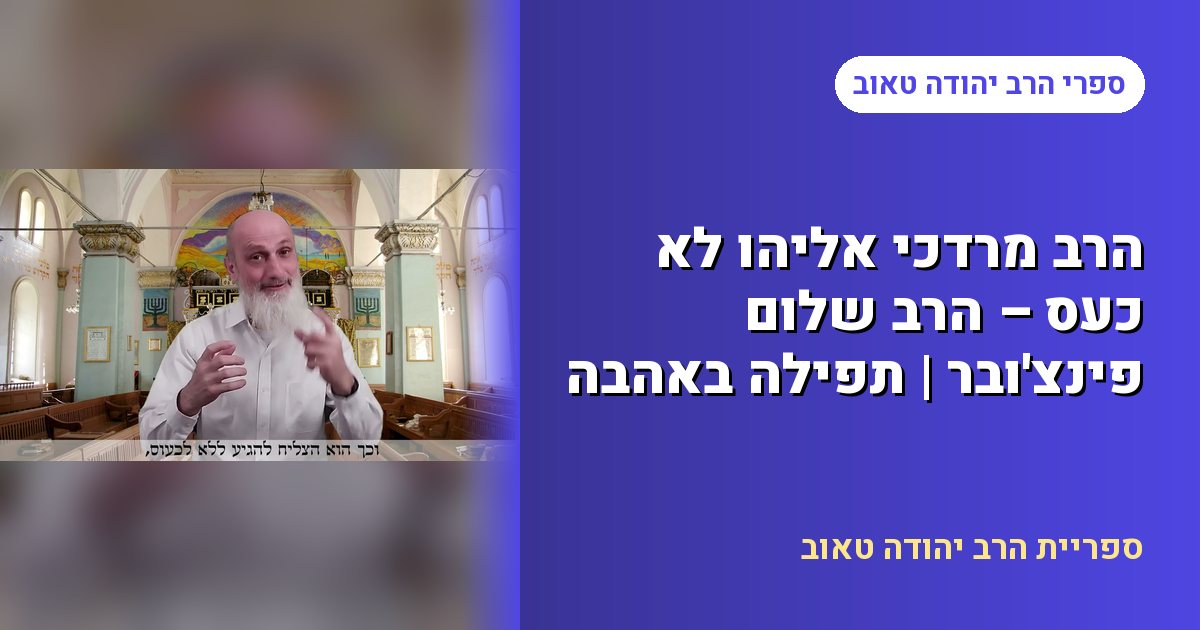 ספרי הרב יהודה טאוב
הרב מרדכי אליהו לא
כעס – הרב שלום
פינצ'ובר | תפילה באהבה
וכך הוא הצליח להגיע ללא לכעוס,
ספריית הרב יהודה טאוב